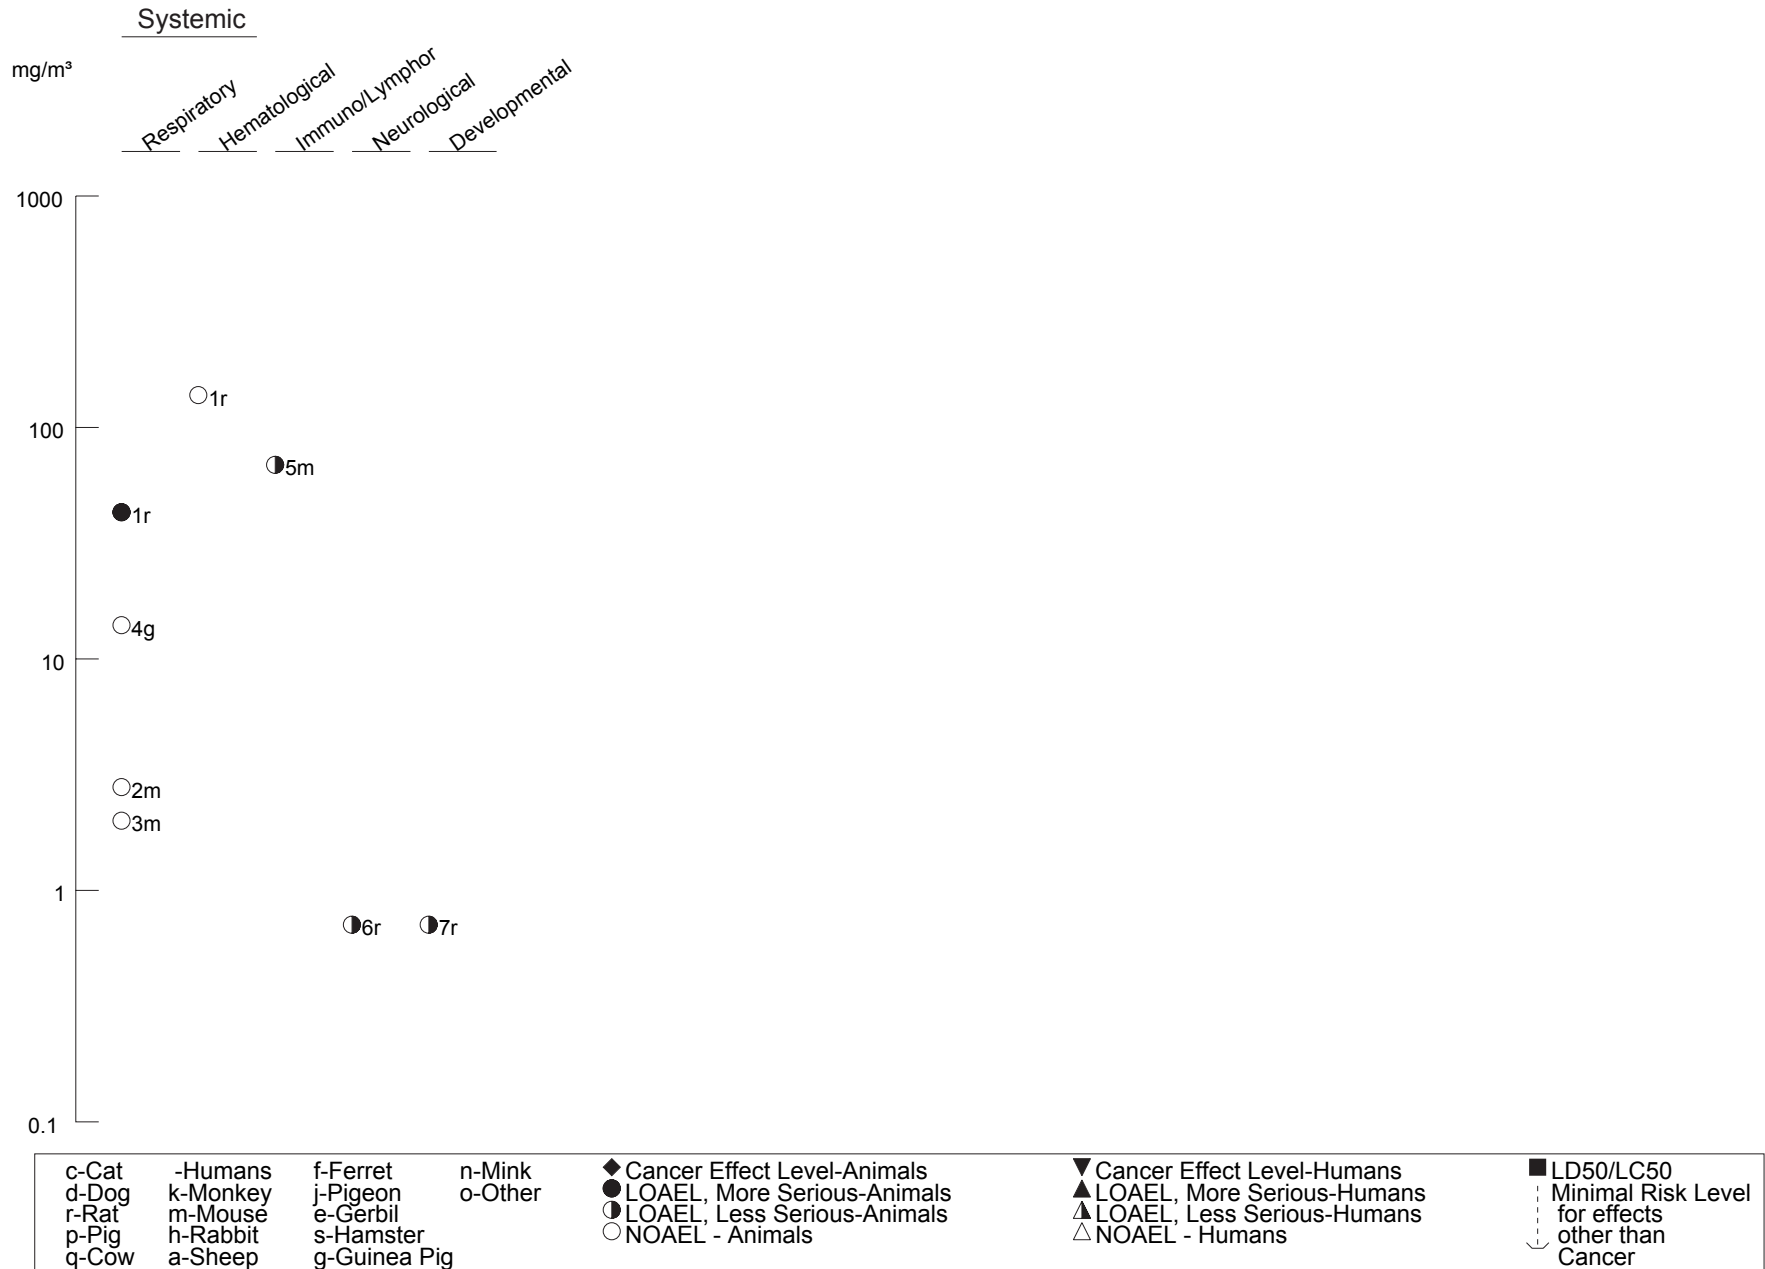 Systemic
mg/m³
Respiratory
Hematological
Immuno/Lymphor
Neurological
Developmental
1000
1r
100
5m
1r
4g
10
2m
3m
1
6r
7r
0.1
c-Cat -Humans f-Ferret n-Mink Cancer Effect Level-Animals Cancer Effect Level-Humans LD50/LC50
d-Dog k-Monkey j-Pigeon o-Other LOAEL, More Serious-Animals LOAEL, More Serious-Humans Minimal Risk Level
r-Rat m-Mouse e-Gerbil LOAEL, Less Serious-Animals LOAEL, Less Serious-Humans for effects
p-Pig h-Rabbit s-Hamster NOAEL - Animals NOAEL - Humans other than
q-Cow a-Sheep g-Guinea Pig Cancer